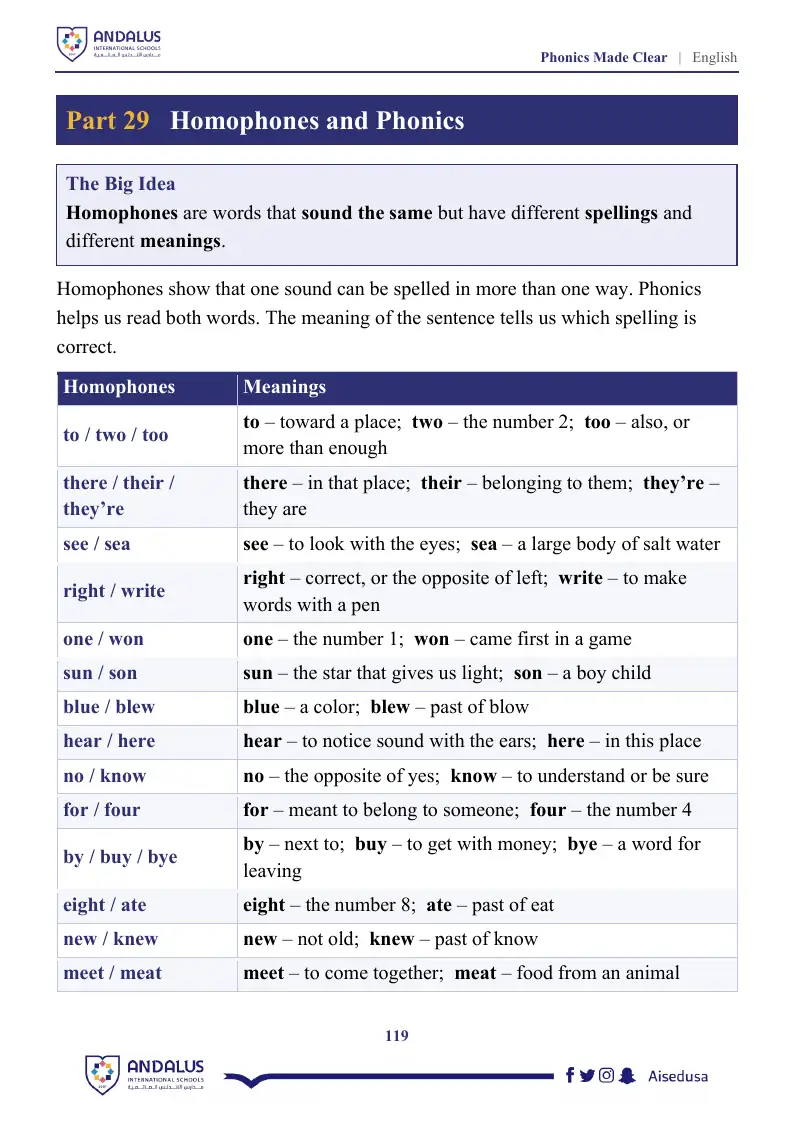 ANDALUS
INTERNATIONAL SCHOOLS
مدارس الأندلس العالمية
Phonics Made Clear | English
Part 29 Homophones and Phonics
The Big Idea
Homophones are words that sound the same but have different spellings and
different meanings.
Homophones show that one sound can be spelled in more than one way. Phonics
helps us read both words. The meaning of the sentence tells us which spelling is
correct.
Homophones Meanings
to / two / too
to – toward a place; two – the number 2; too – also, or
more than enough
there / their /
they’re
there – in that place; their – belonging to them; they’re –
they are
see / sea
see – to look with the eyes; sea – a large body of salt water
right / write
right – correct, or the opposite of left; write – to make
words with a pen
one / won
one – the number 1; won – came first in a game
sun / son
sun – the star that gives us light; son – a boy child
blue / blew
blue – a color; blew – past of blow
hear / here
hear – to notice sound with the ears; here – in this place
no / know
no – the opposite of yes; know – to understand or be sure
for / four
for – meant to belong to someone; four – the number 4
by / buy / bye
by – next to; buy – to get with money; bye – a word for
leaving
eight / ate
eight – the number 8; ate – past of eat
new / knew
new – not old; knew – past of know
meet / meat
meet – to come together; meat – food from an animal
119
ANDALUS
INTERNATIONAL SCHOOLS
مدارس الأندلس العالمية
Aisedusa